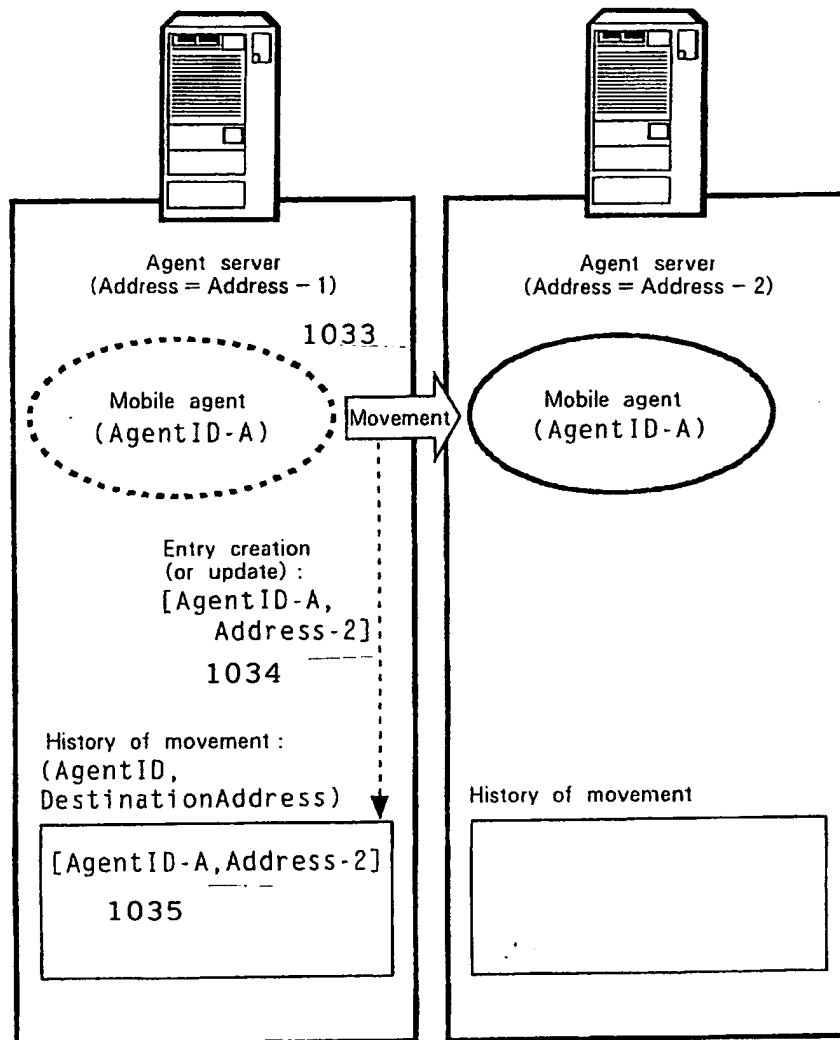 Agent server
(Address = Address − 1)
1033
Mobile agent
(AgentID-A)
Movement
Entry creation
(or update) :
[AgentID-A,
Address-2]
1034
History of movement :
(AgentID,
DestinationAddress)
[AgentID-A,Address-2]
1035
Agent server
(Address = Address − 2)
Mobile agent
(AgentID-A)
History of movement